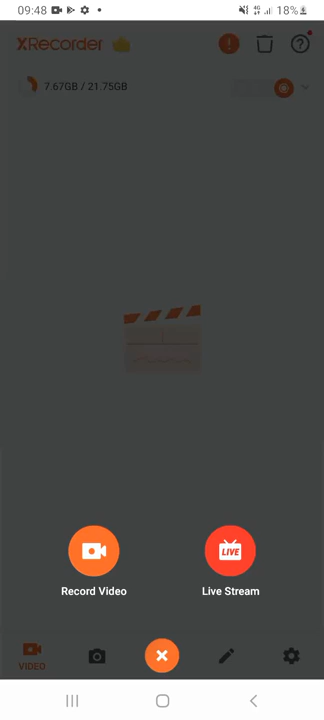 09:48
18%
XRecorder
7.67GB / 21.75GB
Record Video
LIVE
Live Stream
VIDEO